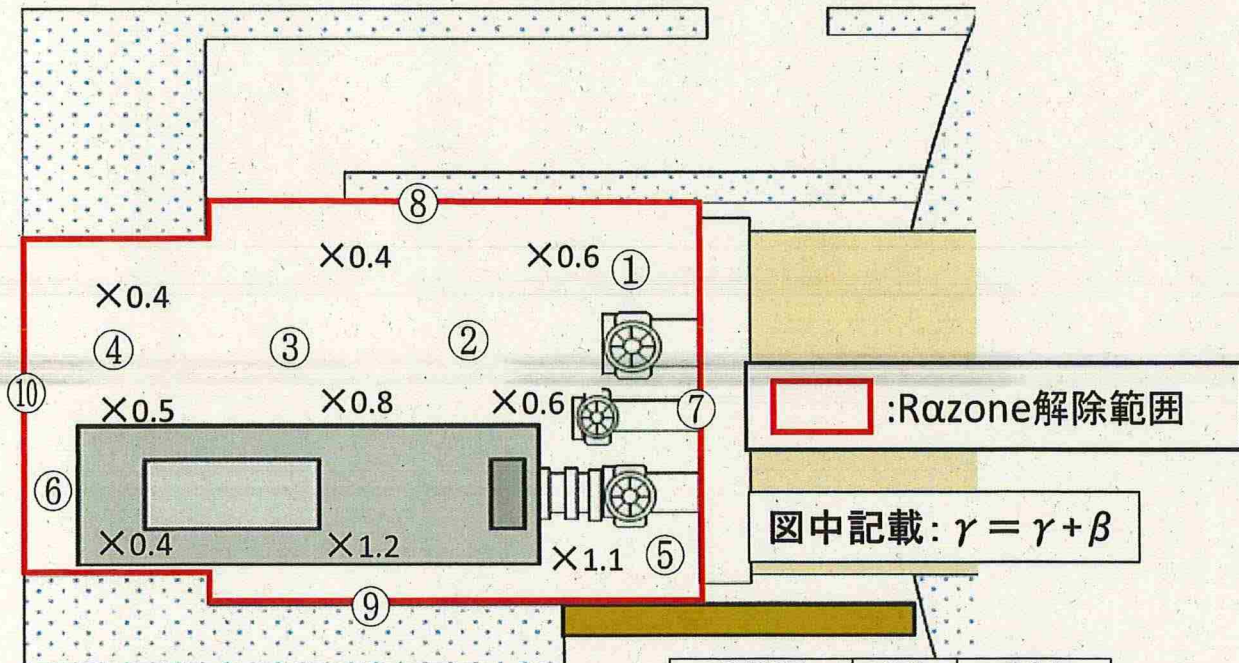 ⑧
×0.4 ×0.6 ①
×0.4
④ ③ ②
⑩ ×0.5 ×0.8 ×0.6 ⑦
:Rαzone解除範囲
⑥
×0.4 ×1.2 ×1.1 ⑤
図中記載：γ＝γ+β
⑨